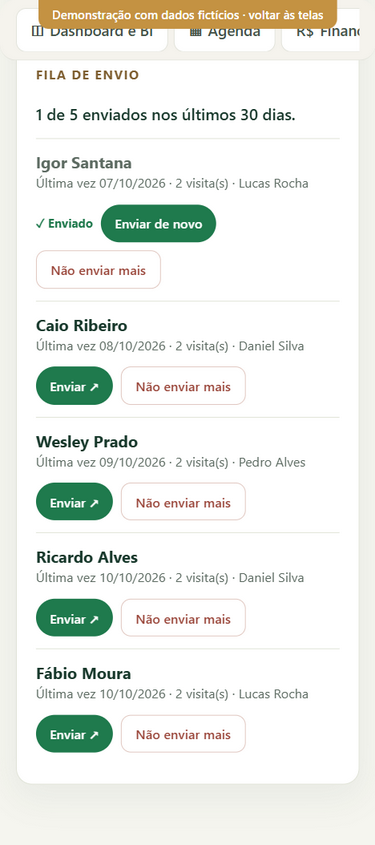 Demonstração com dados fictícios · voltar às telas
Dashboard e BI
Agenda
R$ Financ
FILA DE ENVIO
1 de 5 enviados nos últimos 30 dias.
Igor Santana
Última vez 07/10/2026 · 2 visita(s) · Lucas Rocha
✓ Enviado
Enviar de novo
Não enviar mais
Caio Ribeiro
Última vez 08/10/2026 · 2 visita(s) · Daniel Silva
Enviar ↗
Não enviar mais
Wesley Prado
Última vez 09/10/2026 · 2 visita(s) · Pedro Alves
Enviar ↗
Não enviar mais
Ricardo Alves
Última vez 10/10/2026 · 2 visita(s) · Daniel Silva
Enviar ↗
Não enviar mais
Fábio Moura
Última vez 10/10/2026 · 2 visita(s) · Lucas Rocha
Enviar ↗
Não enviar mais